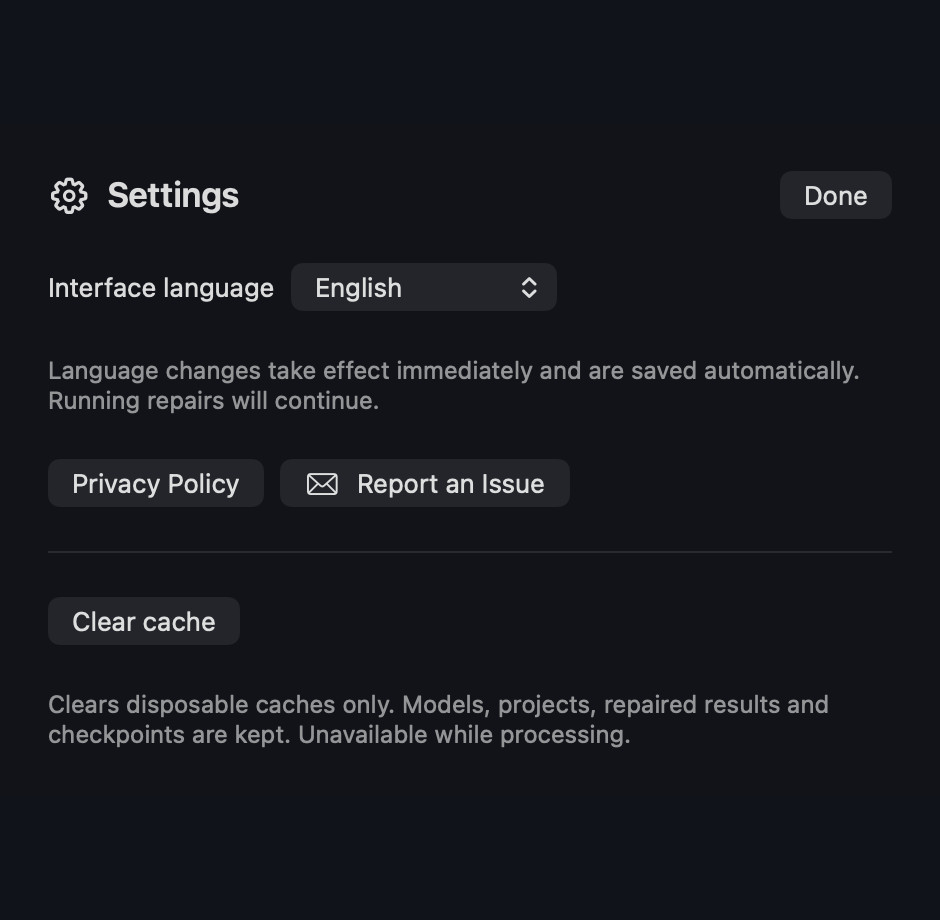 Settings
Done
Interface language
English
Language changes take effect immediately and are saved automatically.
Running repairs will continue.
Privacy Policy
Report an Issue
Clear cache
Clears disposable caches only. Models, projects, repaired results and
checkpoints are kept. Unavailable while processing.